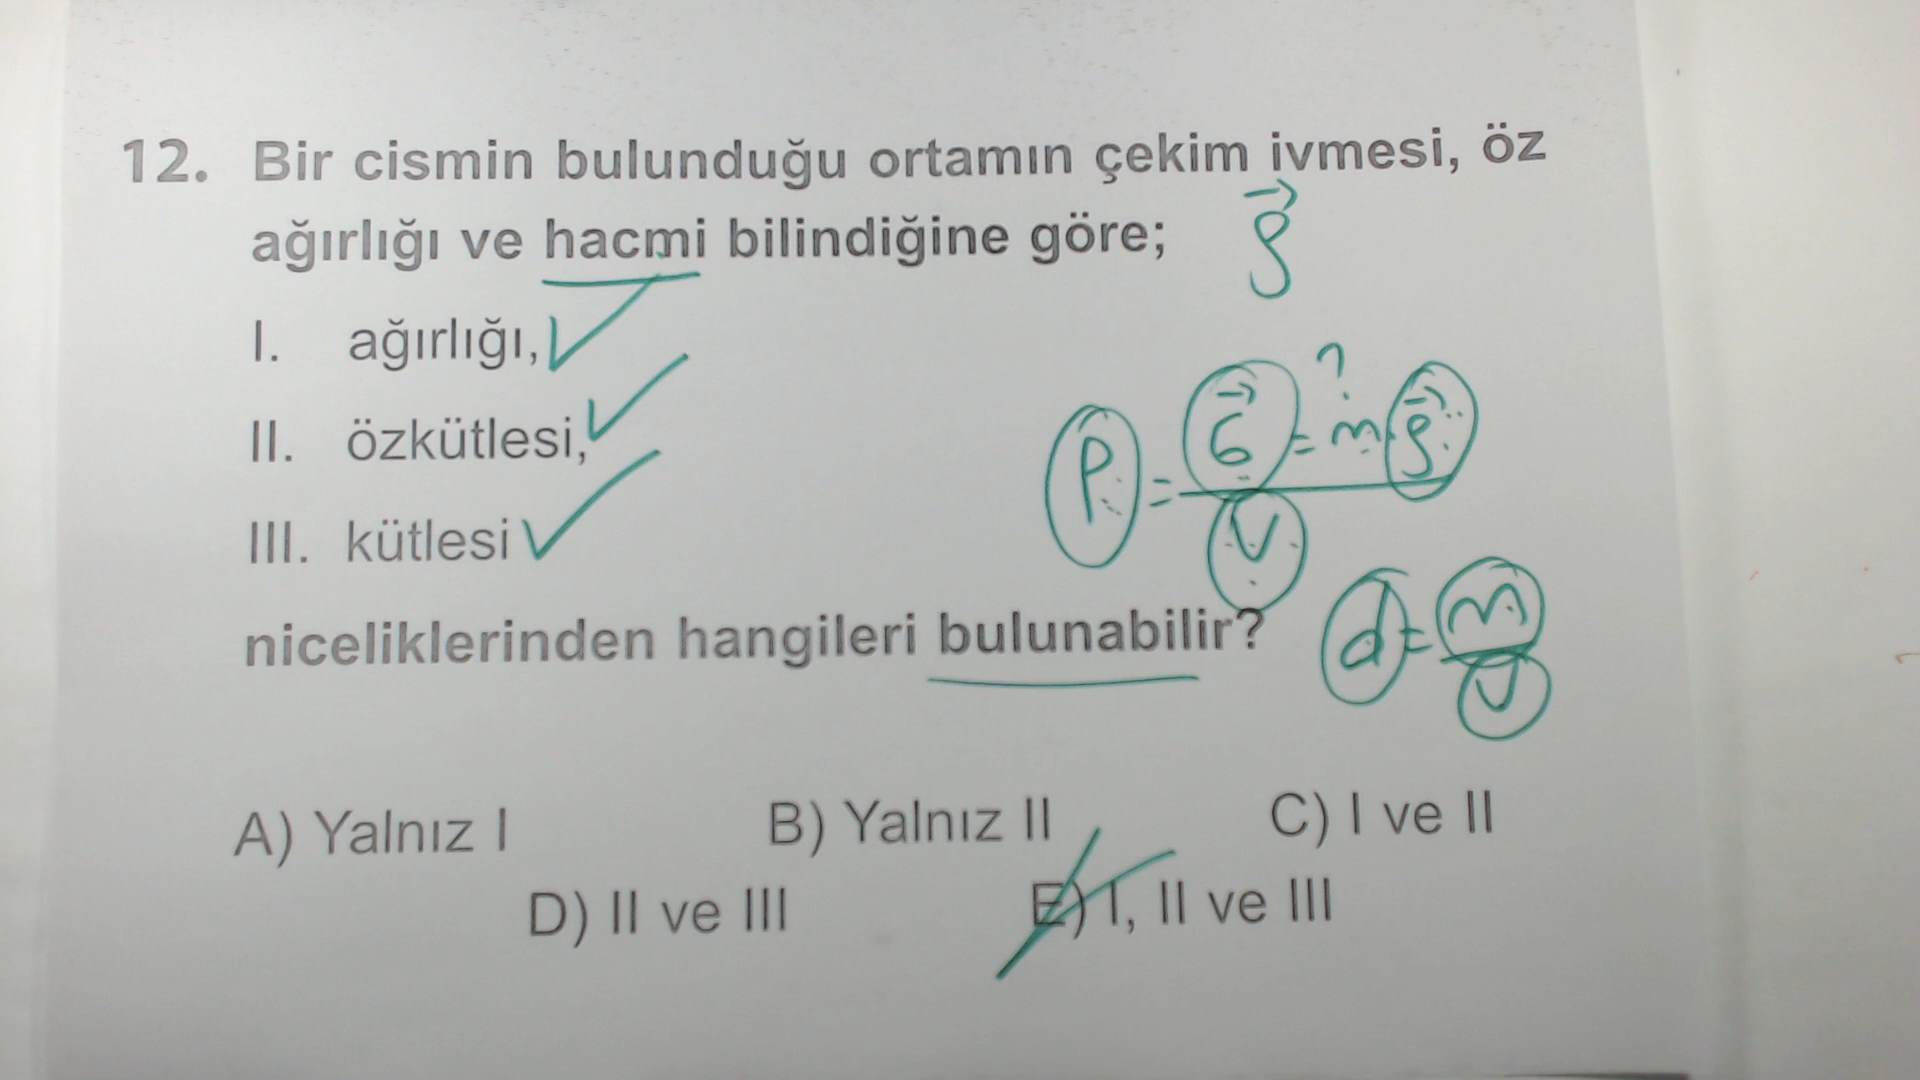 12. Bir cismin bulunduğu ortamın çekim ivmesi, öz
ağırlığı ve hacmi bilindiğine göre;
g
I. ağırlığı,
II. özkütlesi,
III. kütlesi
P = G = m.g
?
V
niceliklerinden hangileri bulunabilir?
d = m
V
A) Yalnız I B) Yalnız II C) I ve II
D) II ve III E) I, II ve III